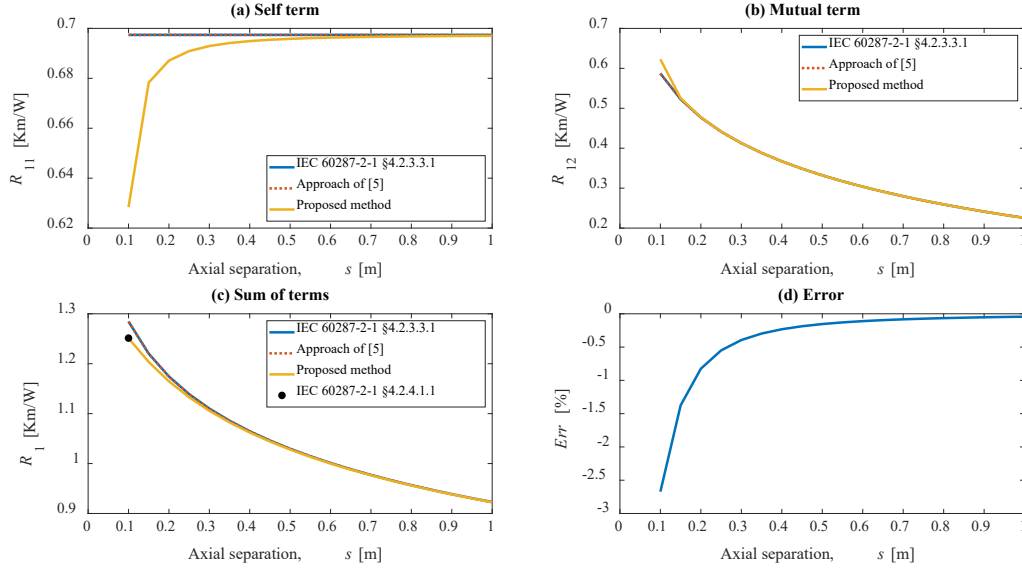 (a) Self term
0.7
0.68
0.66
0.64
0.62
R 11 [Km/W]
IEC 60287-2-1 §4.2.3.3.1
Approach of [5]
Proposed method
0 0.1 0.2 0.3 0.4 0.5 0.6 0.7 0.8 0.9 1
Axial separation, s [m]
(b) Mutual term
0.7
0.6
0.5
0.4
0.3
0.2
R 12 [Km/W]
IEC 60287-2-1 §4.2.3.3.1
Approach of [5]
Proposed method
0 0.1 0.2 0.3 0.4 0.5 0.6 0.7 0.8 0.9 1
Axial separation, s [m]
(c) Sum of terms
1.3
1.2
1.1
1
0.9
R 1 [Km/W]
IEC 60287-2-1 §4.2.3.3.1
Approach of [5]
Proposed method
IEC 60287-2-1 §4.2.4.1.1
0 0.1 0.2 0.3 0.4 0.5 0.6 0.7 0.8 0.9 1
Axial separation, s [m]
(d) Error
0
-0.5
-1
-1.5
-2
-2.5
-3
Err [%]
0 0.1 0.2 0.3 0.4 0.5 0.6 0.7 0.8 0.9 1
Axial separation, s [m]